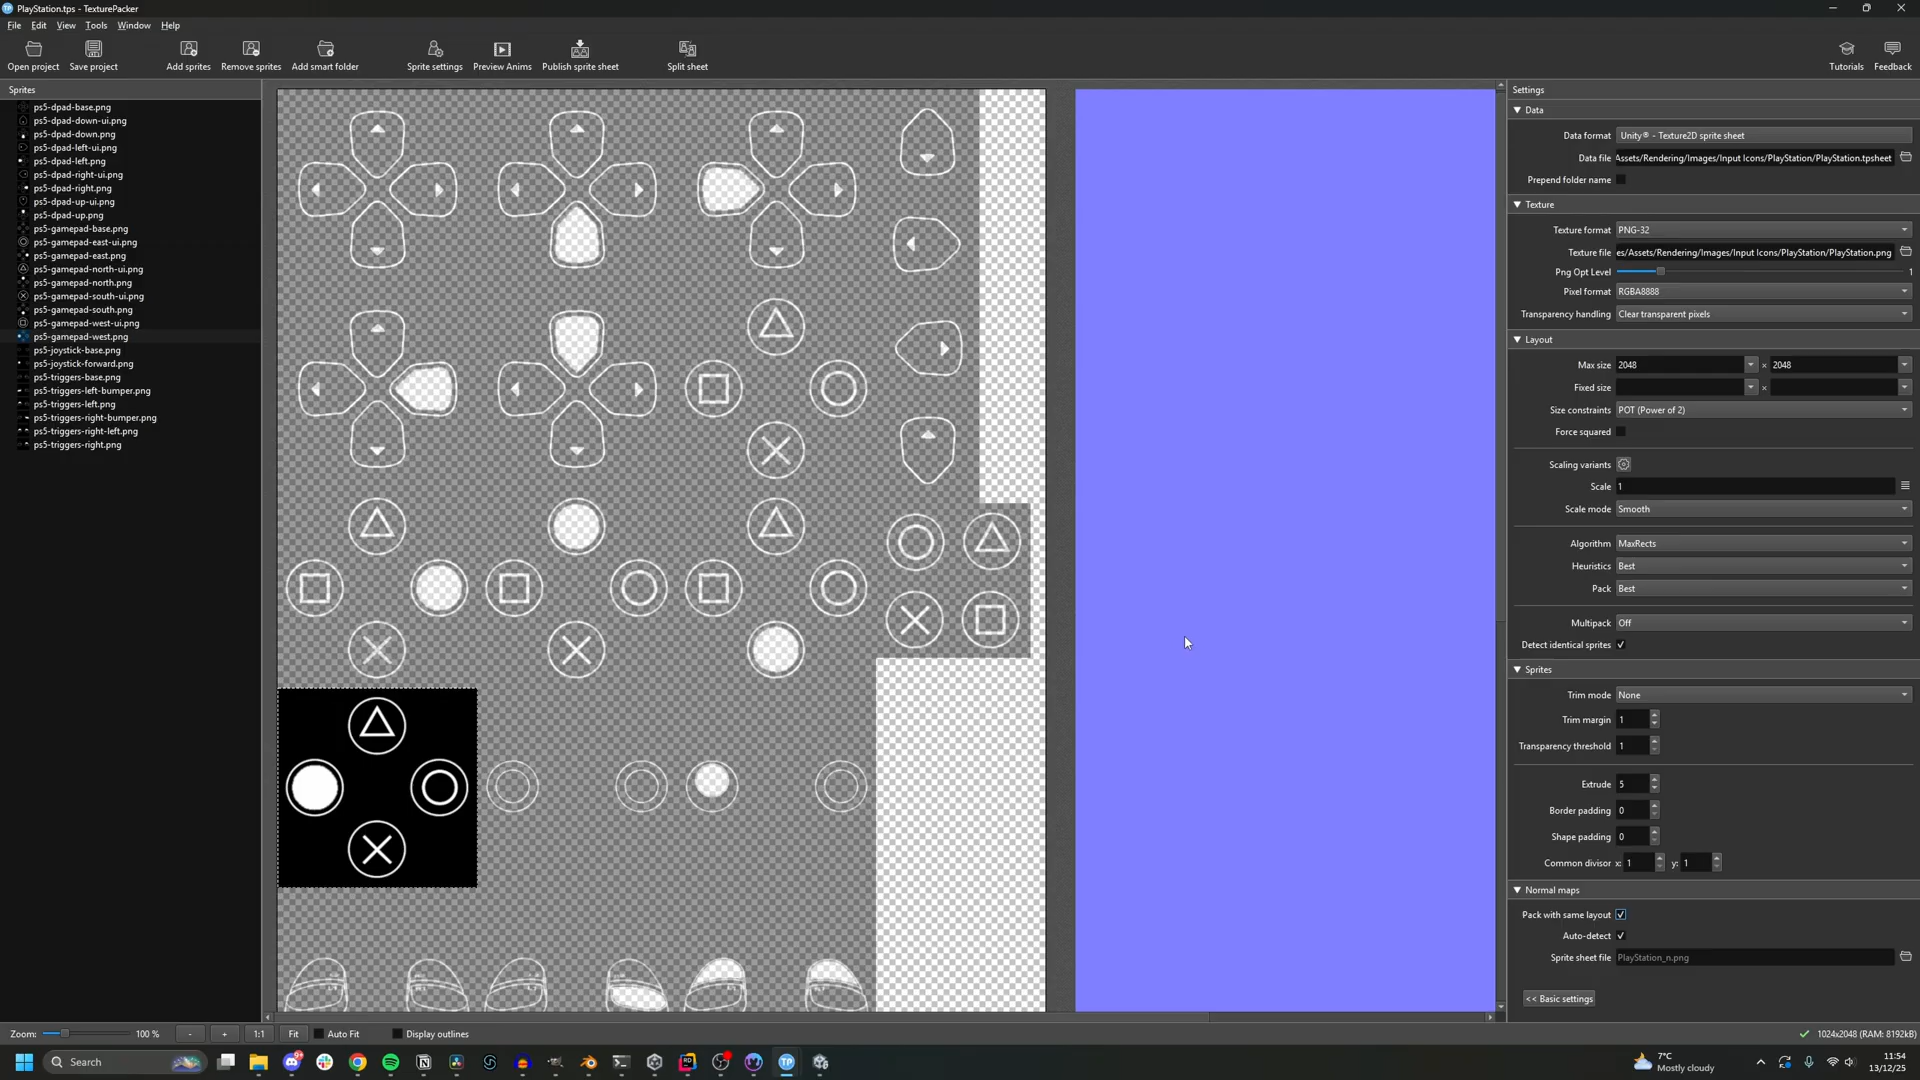 PlayStation.tps - TexturePacker
File Edit View Tools Window Help
Open project Save project Add sprites Remove sprites Add smart folder Sprite settings Preview Anims Publish sprite sheet Split sheet Tutorials Feedback
Sprites
ps5-dpad-base.png
ps5-dpad-down-ui.png
ps5-dpad-down.png
ps5-dpad-left-ui.png
ps5-dpad-left.png
ps5-dpad-right-ui.png
ps5-dpad-right.png
ps5-dpad-up-ui.png
ps5-dpad-up.png
ps5-gamepad-base.png
ps5-gamepad-east-ui.png
ps5-gamepad-east.png
ps5-gamepad-north-ui.png
ps5-gamepad-north.png
ps5-gamepad-south-ui.png
ps5-gamepad-south.png
ps5-gamepad-west-ui.png
ps5-gamepad-west.png
ps5-joystick-base.png
ps5-joystick-forward.png
ps5-triggers-base.png
ps5-triggers-left-bumper.png
ps5-triggers-left.png
ps5-triggers-right-bumper.png
ps5-triggers-right-left.png
ps5-triggers-right.png
Settings
Data
Data format Unity® - Texture2D sprite sheet
Data file Assets/Rendering/Images/Input Icons/PlayStation/PlayStation.tpsheet
Prepend folder name
Texture
Texture format PNG-32
Texture file es/Assets/Rendering/Images/Input Icons/PlayStation/PlayStation.png
Png Opt Level 1
Pixel format RGBA8888
Transparency handling Clear transparent pixels
Layout
Max size 2048 x 2048
Fixed size x
Size constraints POT (Power of 2)
Force squared
Scaling variants
Scale 1
Scale mode Smooth
Algorithm MaxRects
Heuristics Best
Pack Best
Multipack Off
Detect identical sprites
Sprites
Trim mode None
Trim margin 1
Transparency threshold 1
Extrude 5
Border padding 0
Shape padding 0
Common divisor x: 1 y: 1
Normal maps
Pack with same layout
Auto-detect
Sprite sheet file PlayStation_n.png
<< Basic settings
Zoom: 100 % - + 1:1 Fit Auto Fit Display outlines 1024x2048 (RAM: 8192kB)
Search
7°C
Mostly cloudy
11:54
13/12/25